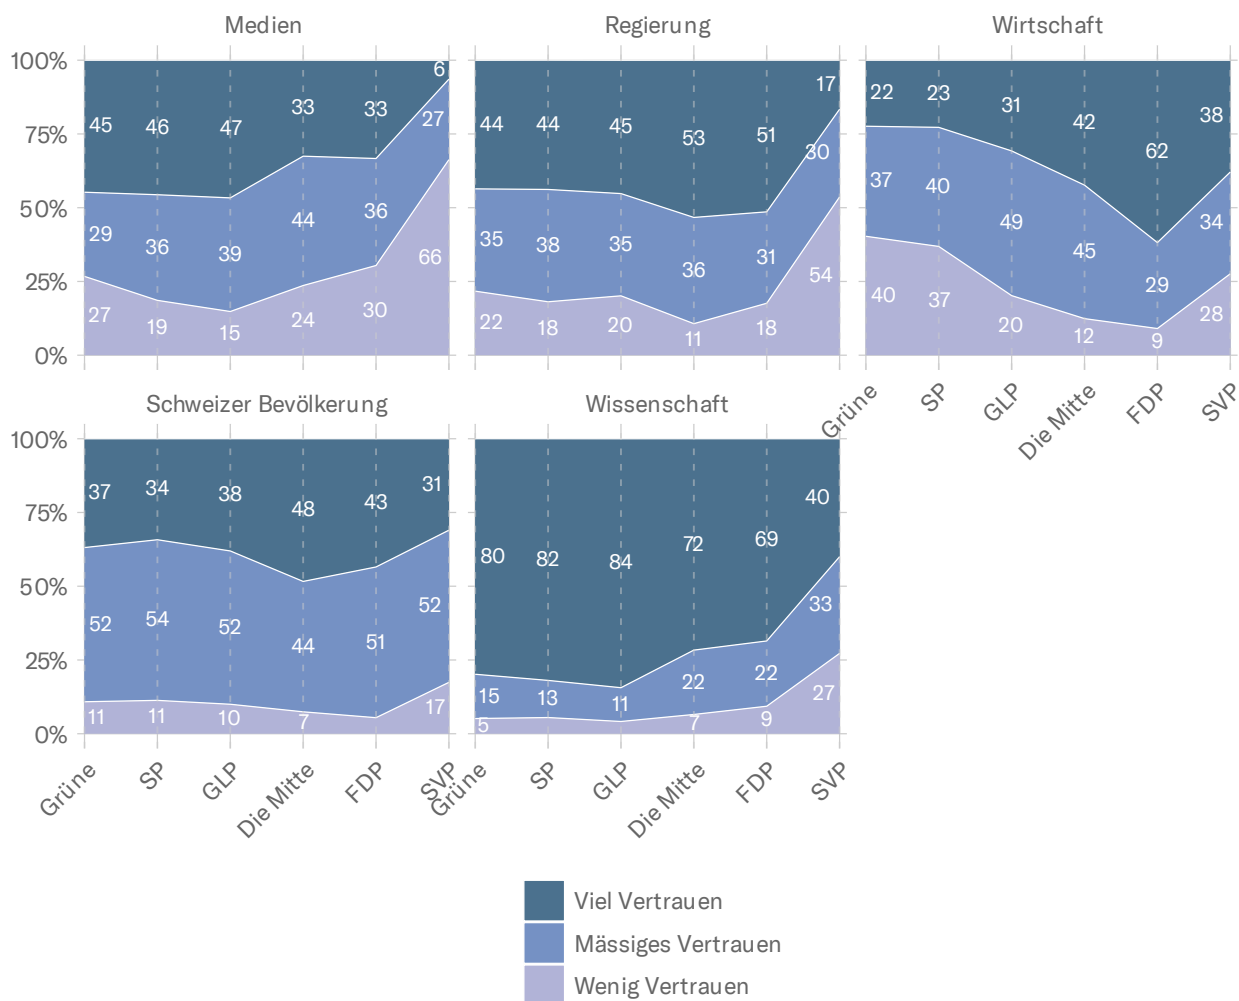 Medien
Regierung
Wirtschaft
100%
75%
50%
25%
0%
45 46 47 33 33 6
29 36 39 44 36 27
27 19 15 24 30 66
44 44 45 53 51 17
35 38 35 36 31 30
22 18 20 11 18 54
22 23 31 42 62 38
37 40 49 45 29 34
40 37 20 12 9 28
Grüne SP GLP Die Mitte FDP SVP
Schweizer Bevölkerung
Wissenschaft
100%
75%
50%
25%
0%
37 34 38 48 43 31
52 54 52 44 51 52
11 11 10 7 17
80 82 84 72 69 40
15 13 11 22 22 33
5 7 9 27
Grüne SP GLP Die Mitte FDP SVP
Grüne SP GLP Die Mitte FDP SVP
Viel Vertrauen
Mässiges Vertrauen
Wenig Vertrauen